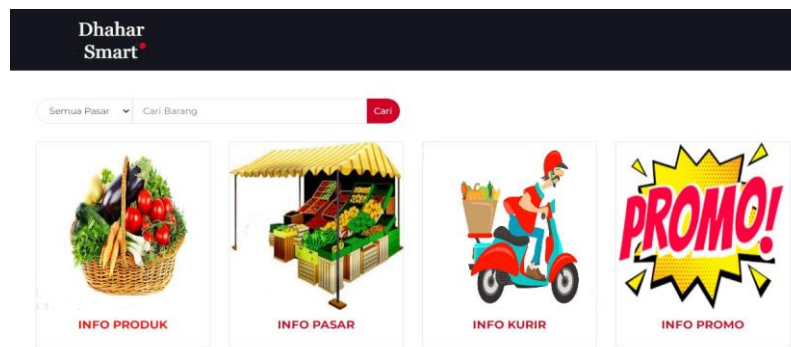 Dhahar
Smart
Semua Pasar
Cari Barang
Cari
PROMO!
INFO PRODUK
INFO PASAR
INFO KURIR
INFO PROMO